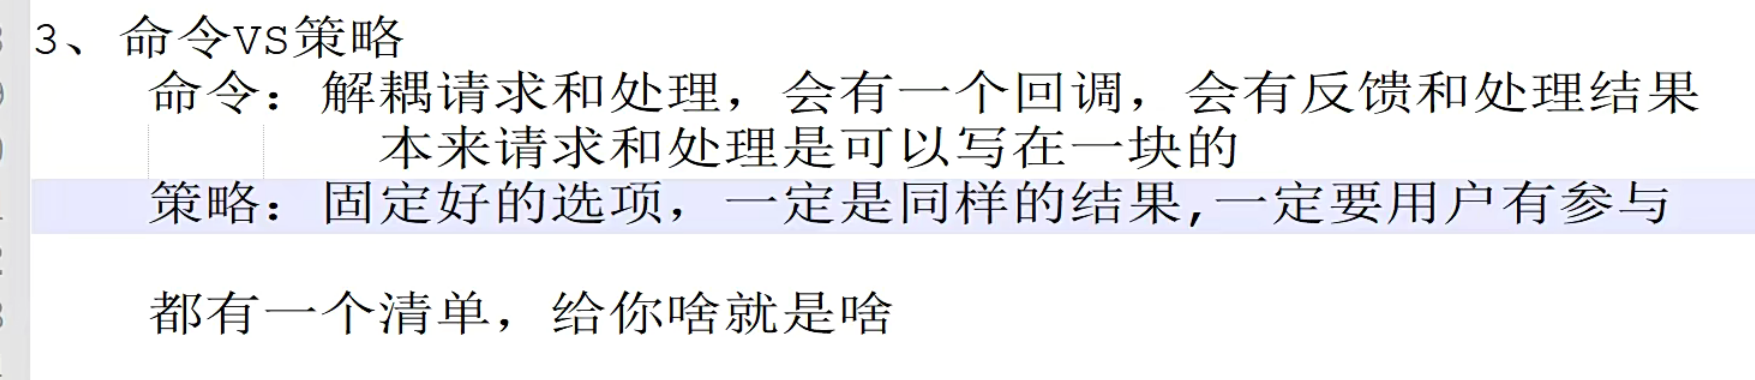 3、命令VS策略
命令：解耦请求和处理，会有一个回调，会有反馈和处理结果
本来请求和处理是可以写在一块的
策略：固定好的选项，一定是同样的结果,一定要用户有参与
都有一个清单，给你啥就是啥